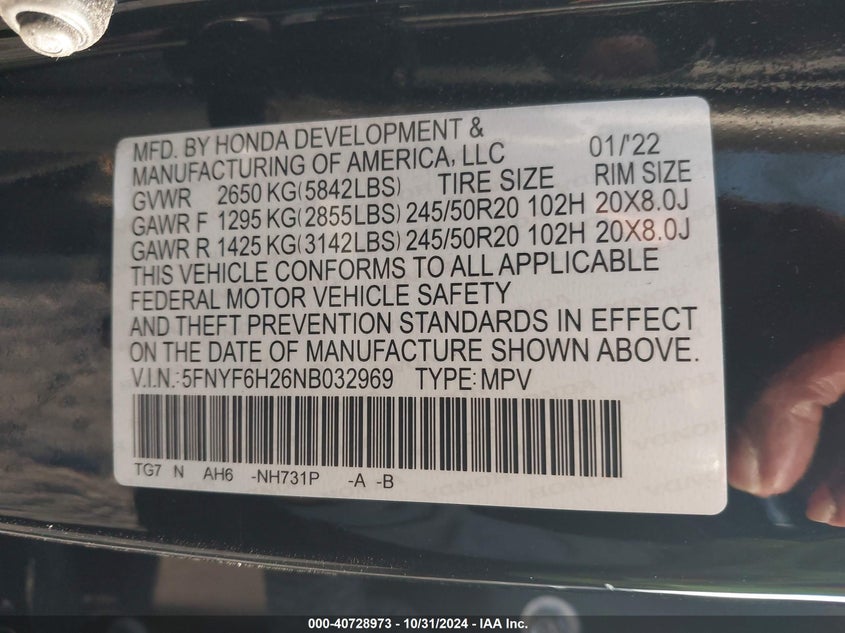 MFD. BY HONDA DEVELOPMENT &
MANUFACTURING OF AMERICA, LLC 01/'22
GVWR 2650 KG(5842LBS) TIRE SIZE RIM SIZE
GAWR F 1295 KG(2855LBS) 245/50R20 102H 20X8.0J
GAWR R 1425 KG(3142LBS) 245/50R20 102H 20X8.0J
THIS VEHICLE CONFORMS TO ALL APPLICABLE
FEDERAL MOTOR VEHICLE SAFETY
AND THEFT PREVENTION STANDARDS IN EFFECT
ON THE DATE OF MANUFACTURE SHOWN ABOVE.
V.I.N.:5FNYF6H26NB032969 TYPE:MPV
TG7 N AH6 -NH731P -A -B
000-40728973 - 10/31/2024 - © IAA, Inc.